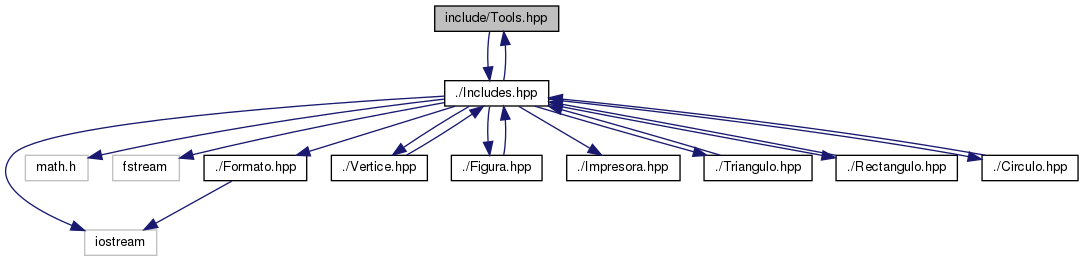 include/Tools.hpp
./Includes.hpp
math.h
fstream
./Formato.hpp
./Vertice.hpp
./Figura.hpp
./Impresora.hpp
./Triangulo.hpp
./Rectangulo.hpp
./Circulo.hpp
iostream